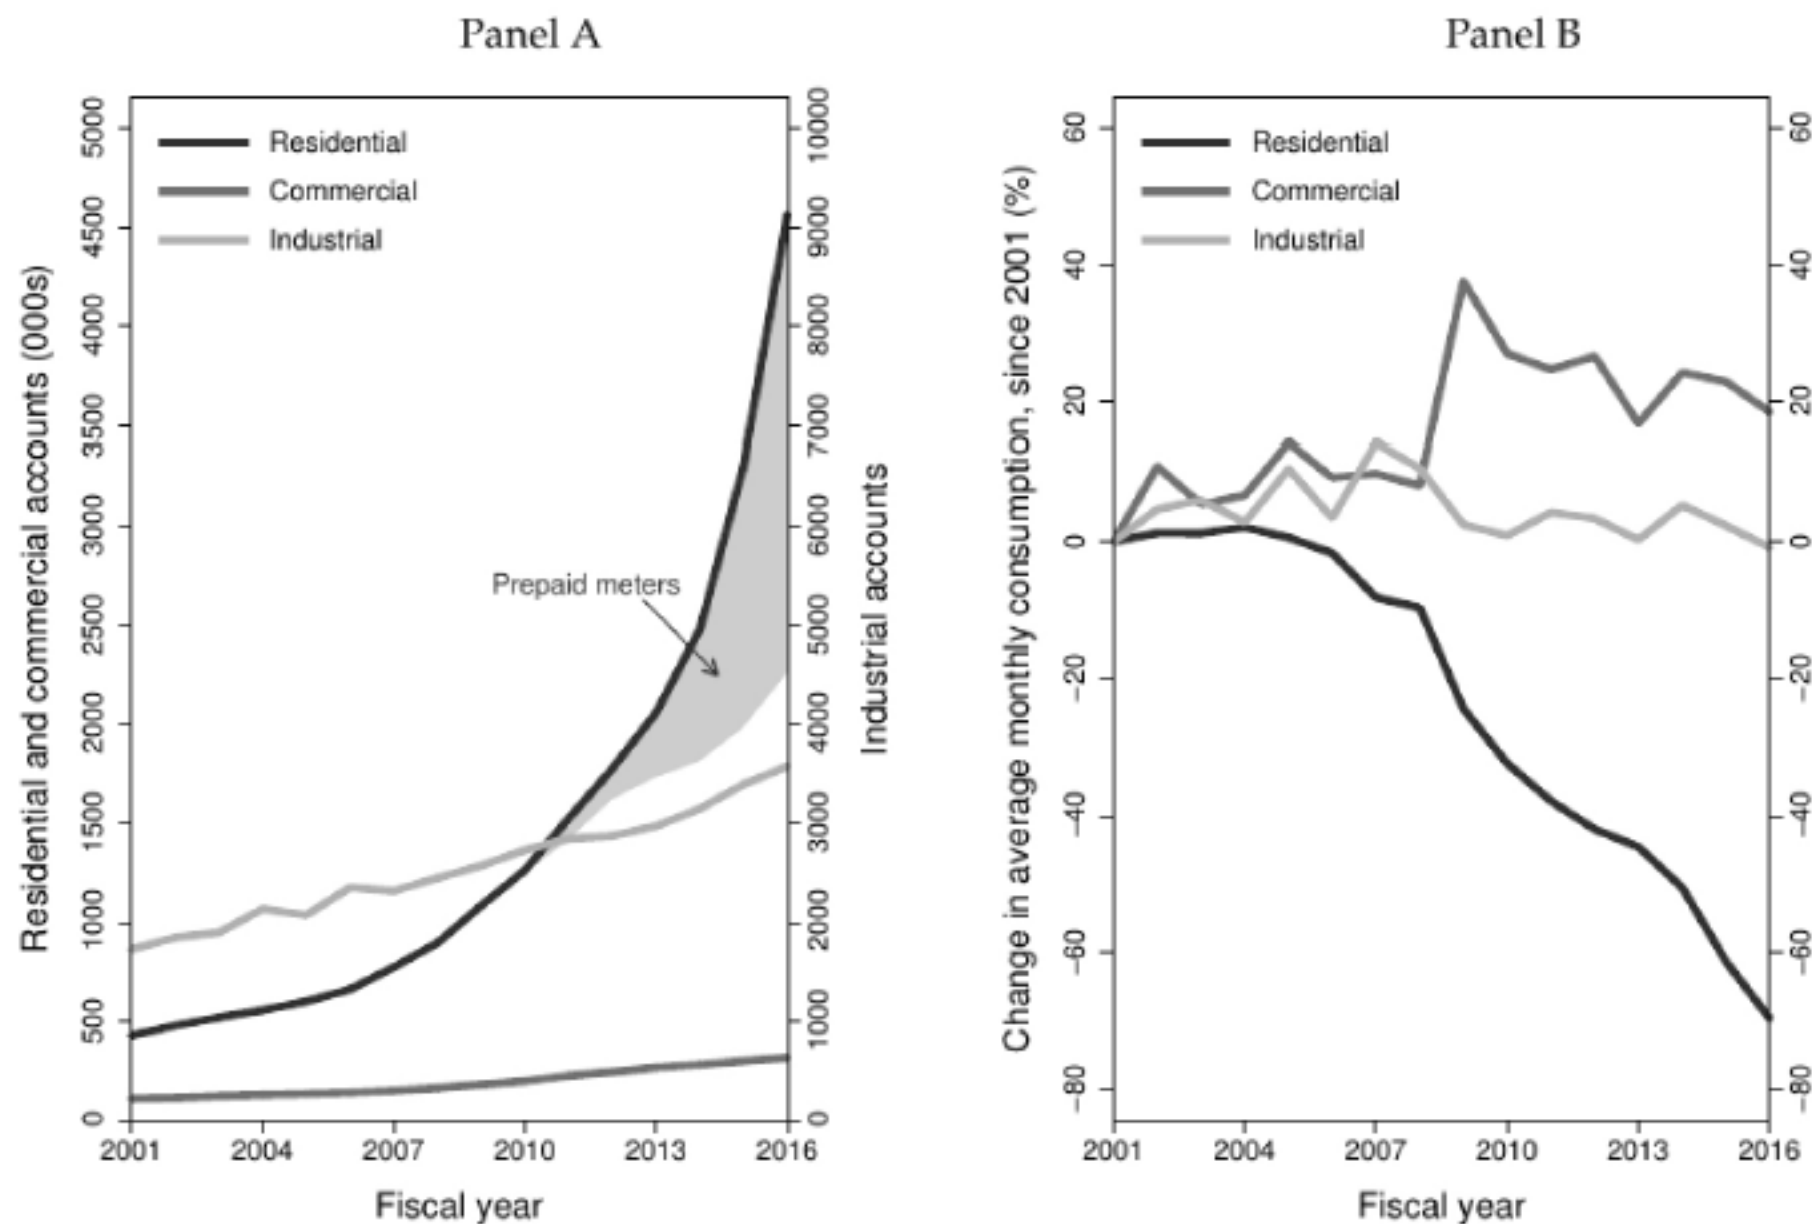 Panel A
Residential and commercial accounts (000s)
0 500 1000 1500 2000 2500 3000 3500 4000 4500 5000
Residential
Commercial
Industrial
Prepaid meters
0 1000 2000 3000 4000 5000 6000 7000 8000 9000 10000
Industrial accounts
2001 2004 2007 2010 2013 2016
Fiscal year
Panel B
Change in average monthly consumption, since 2001 (%)
−80 −60 −40 −20 0 20 40 60
Residential
Commercial
Industrial
−80 −60 −40 −20 0 20 40 60
2001 2004 2007 2010 2013 2016
Fiscal year